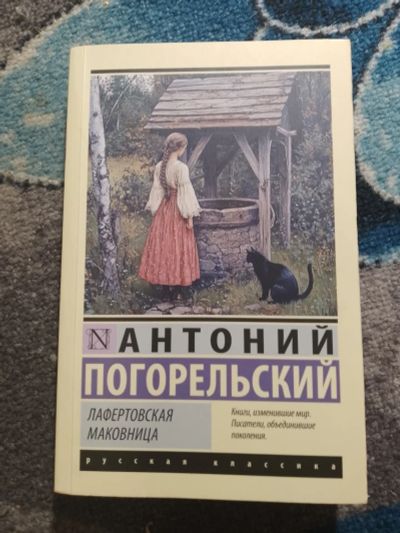 N
АНТОНИЙ
ПОГОРЕЛЬСКИЙ
ЛАФЕРТОВСКАЯ
МАКОВНИЦА
Книги, изменившие мир.
Писатели, объединившие
поколения.
русская классика